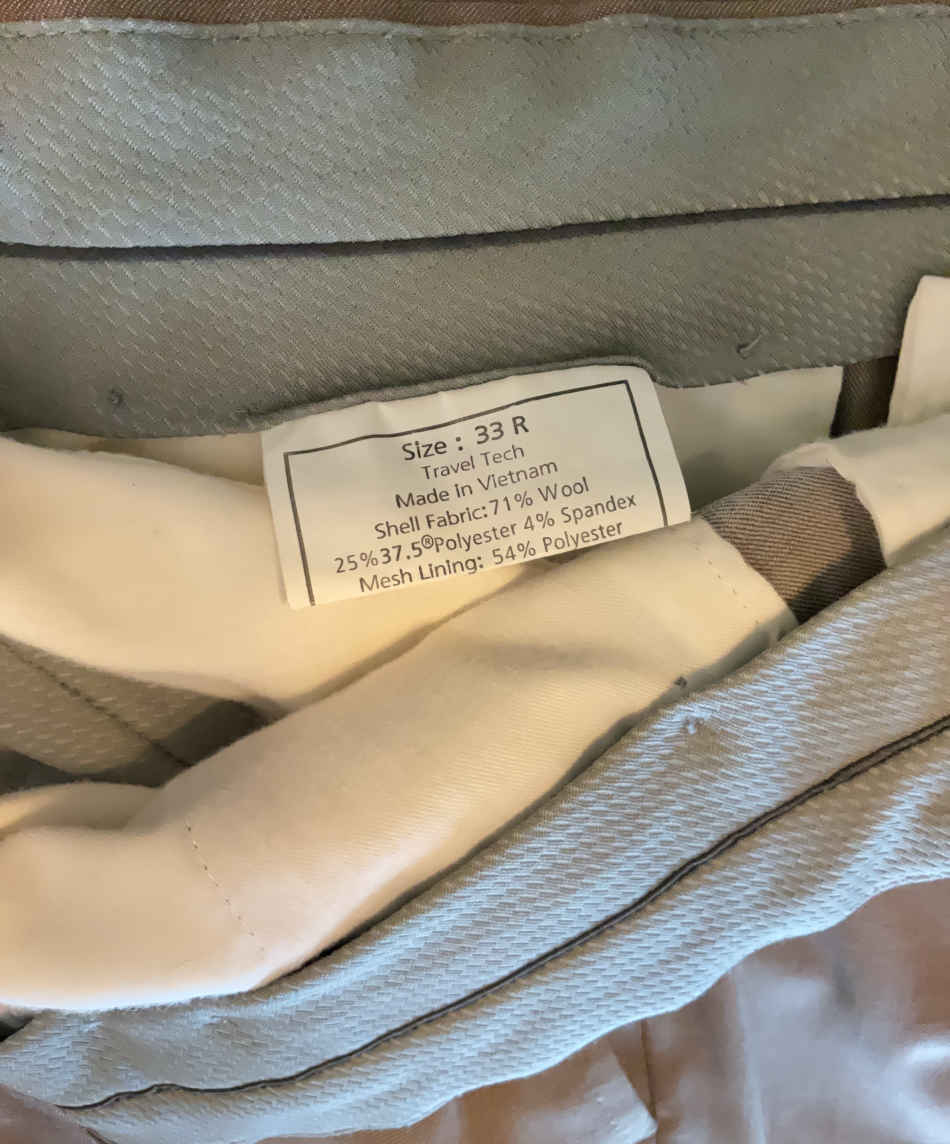 Size : 33 R
Travel Tech
Made in Vietnam
Shell Fabric:71% Wool
25%37.5®Polyester 4% Spandex
Mesh Lining: 54% Polyester